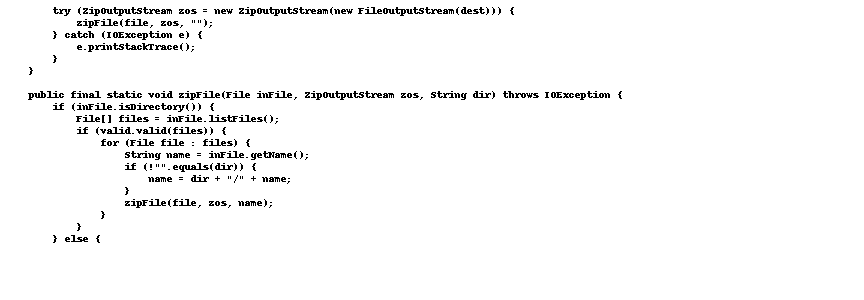 try (ZipOutputStream zos = new ZipOutputStream(new FileOutputStream(dest))) {
zipFile(file, zos, "");
} catch (IOException e) {
e.printStackTrace();
}
}
public final static void zipFile(File inFile, ZipOutputStream zos, String dir) throws IOException {
if (inFile.isDirectory()) {
File[] files = inFile.listFiles();
if (valid.valid(files)) {
for (File file : files) {
String name = inFile.getName();
if (!"".equals(dir)) {
name = dir + "/" + name;
}
zipFile(file, zos, name);
}
}
} else {